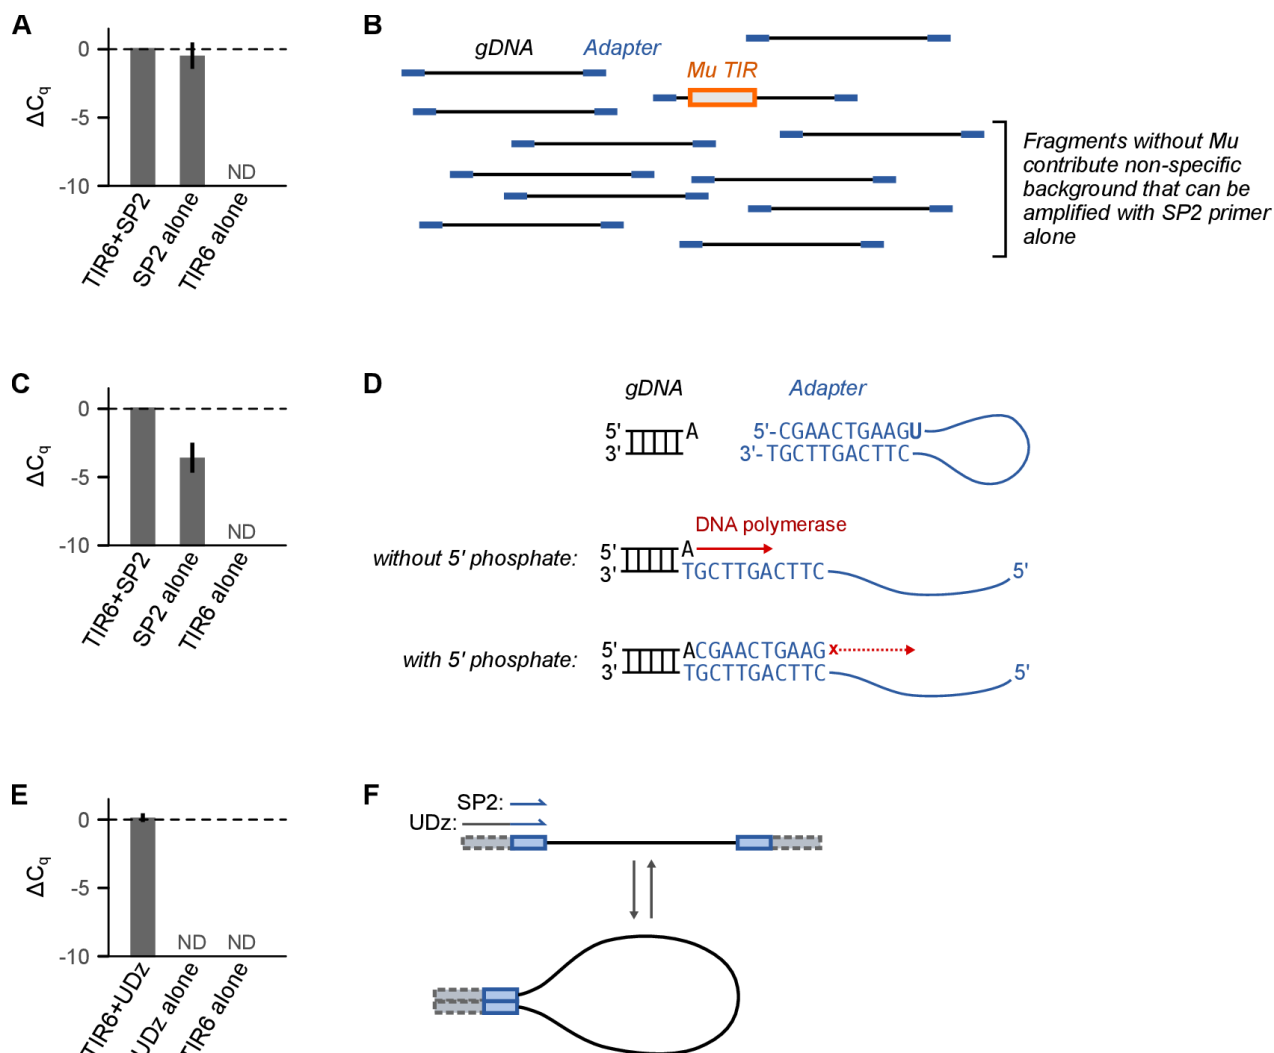 A
0
-5
-10
ΔCq
ND
TIR6+SP2
SP2 alone
TIR6 alone
B
gDNA
Adapter
Mu TIR
Fragments without Mu
contribute non-specific
background that can be
amplified with SP2 primer
alone
C
0
-5
-10
ΔCq
ND
TIR6+SP2
SP2 alone
TIR6 alone
D
gDNA
Adapter
5' A
3'
5'-CGAACTGAAGU
3'-TGCTTGACTTC
DNA polymerase
without 5' phosphate:
5' A
3' TGCTTGACTTC 5'
with 5' phosphate:
5' ACGAACTGAAG x
3' TGCTTGACTTC 5'
E
0
-5
-10
ΔCq
ND ND
TIR6+UDz
UDz alone
TIR6 alone
F
SP2:
UDz: